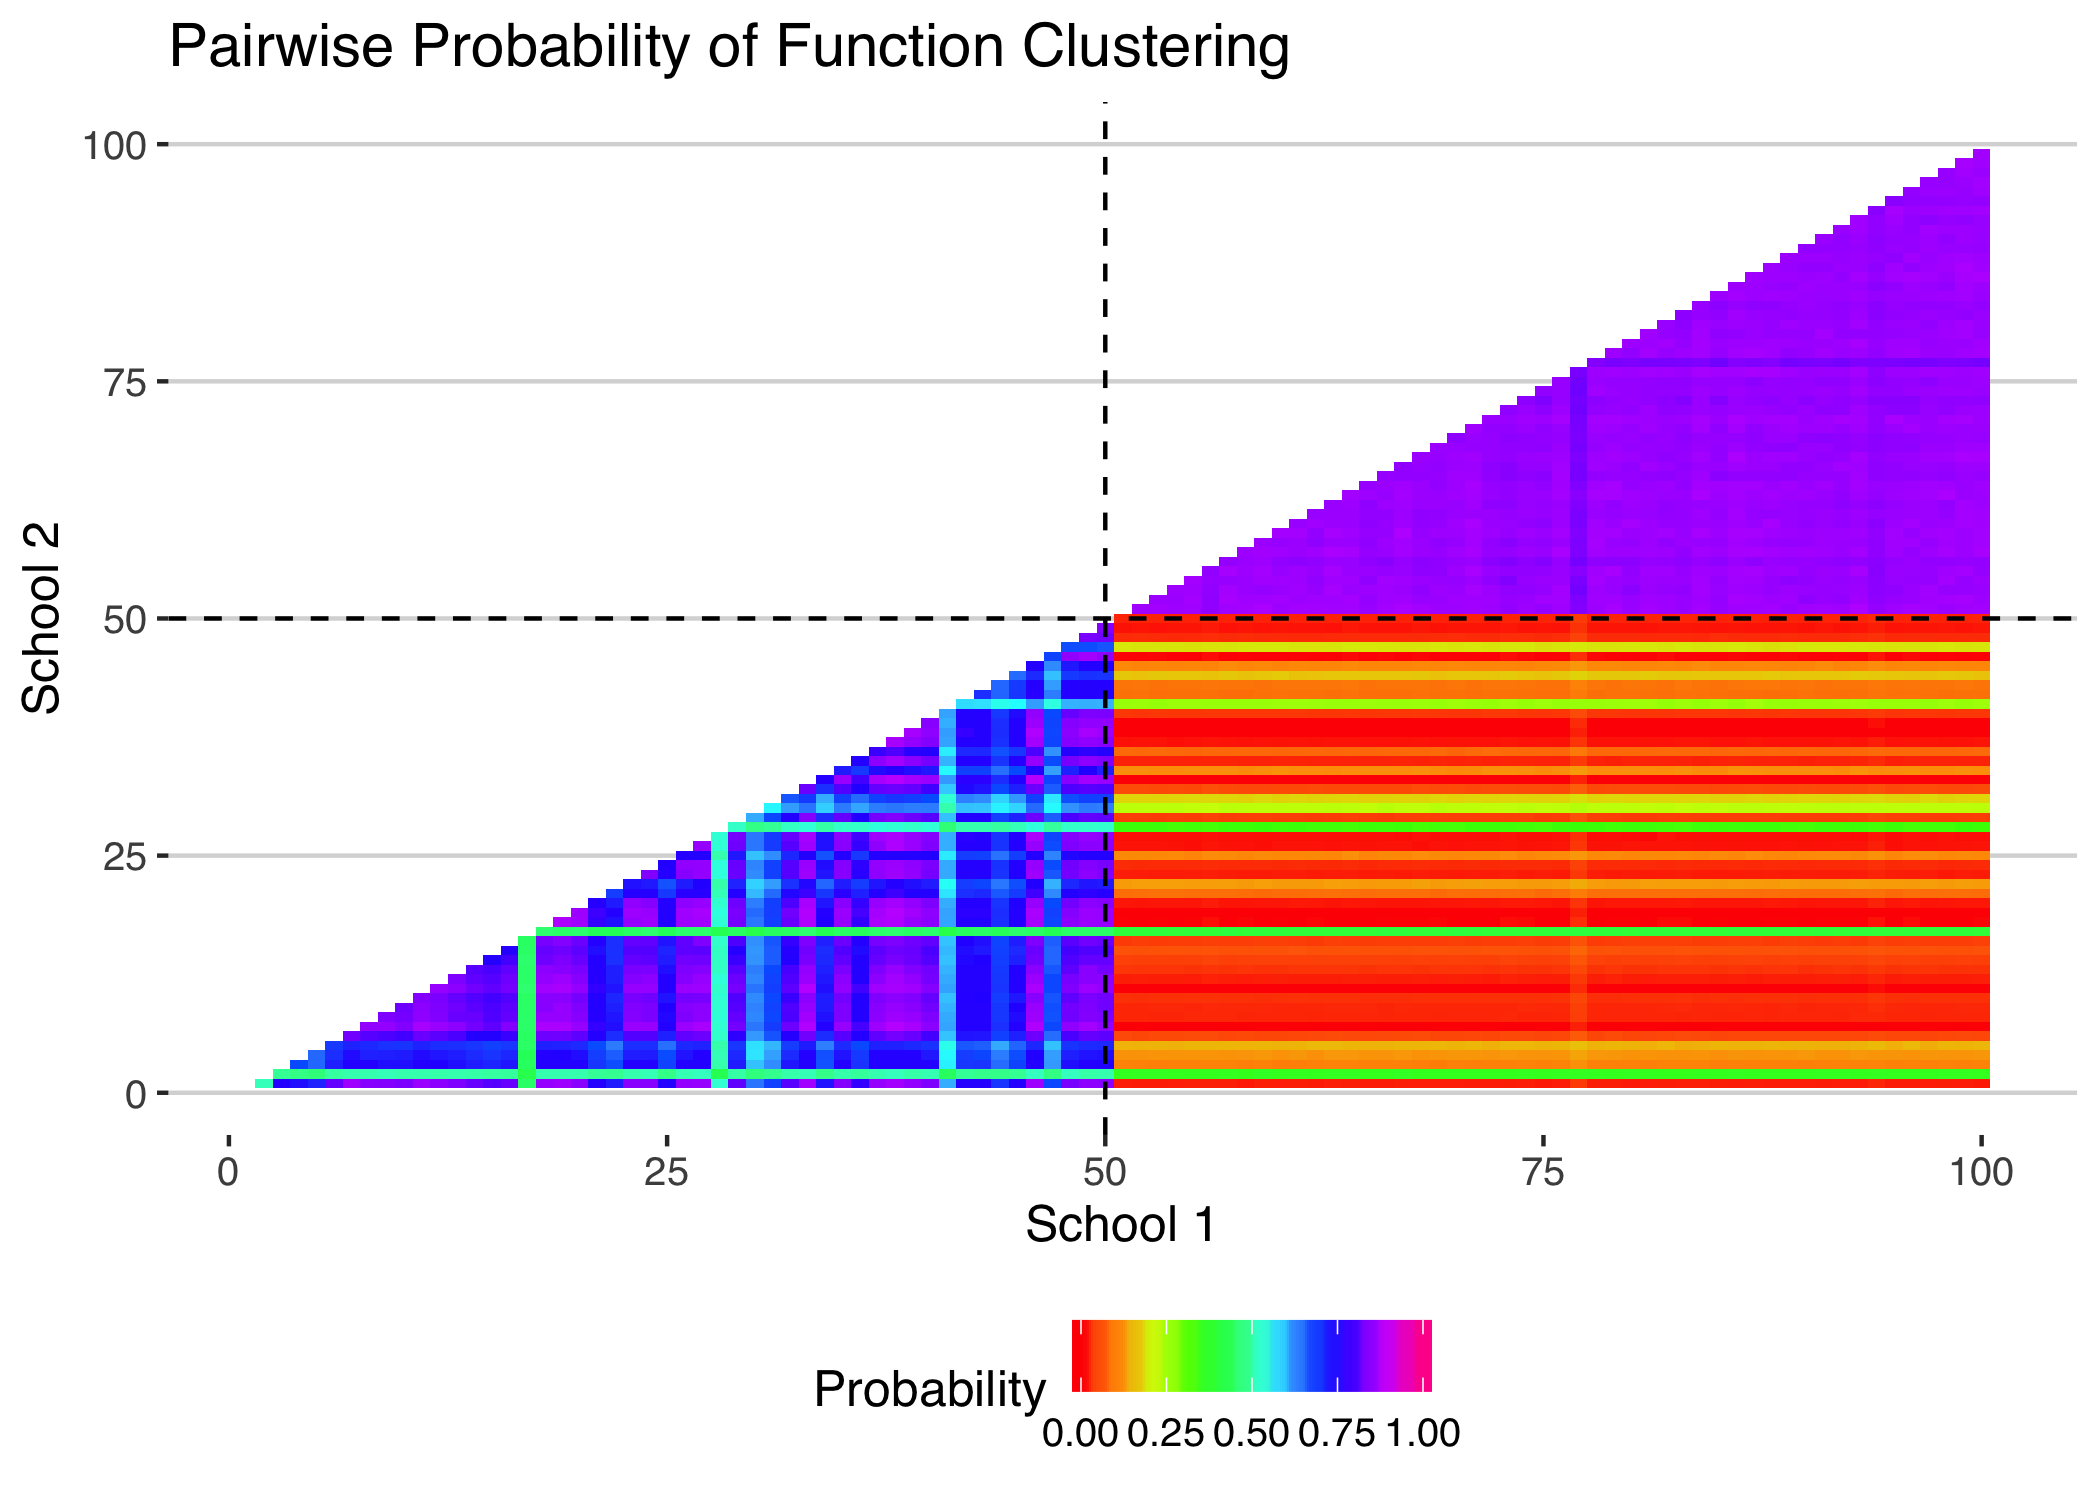 Pairwise Probability of Function Clustering
100
75
50
25
0
School 2
0 25 50 75 100
School 1
Probability
0.00 0.25 0.50 0.75 1.00